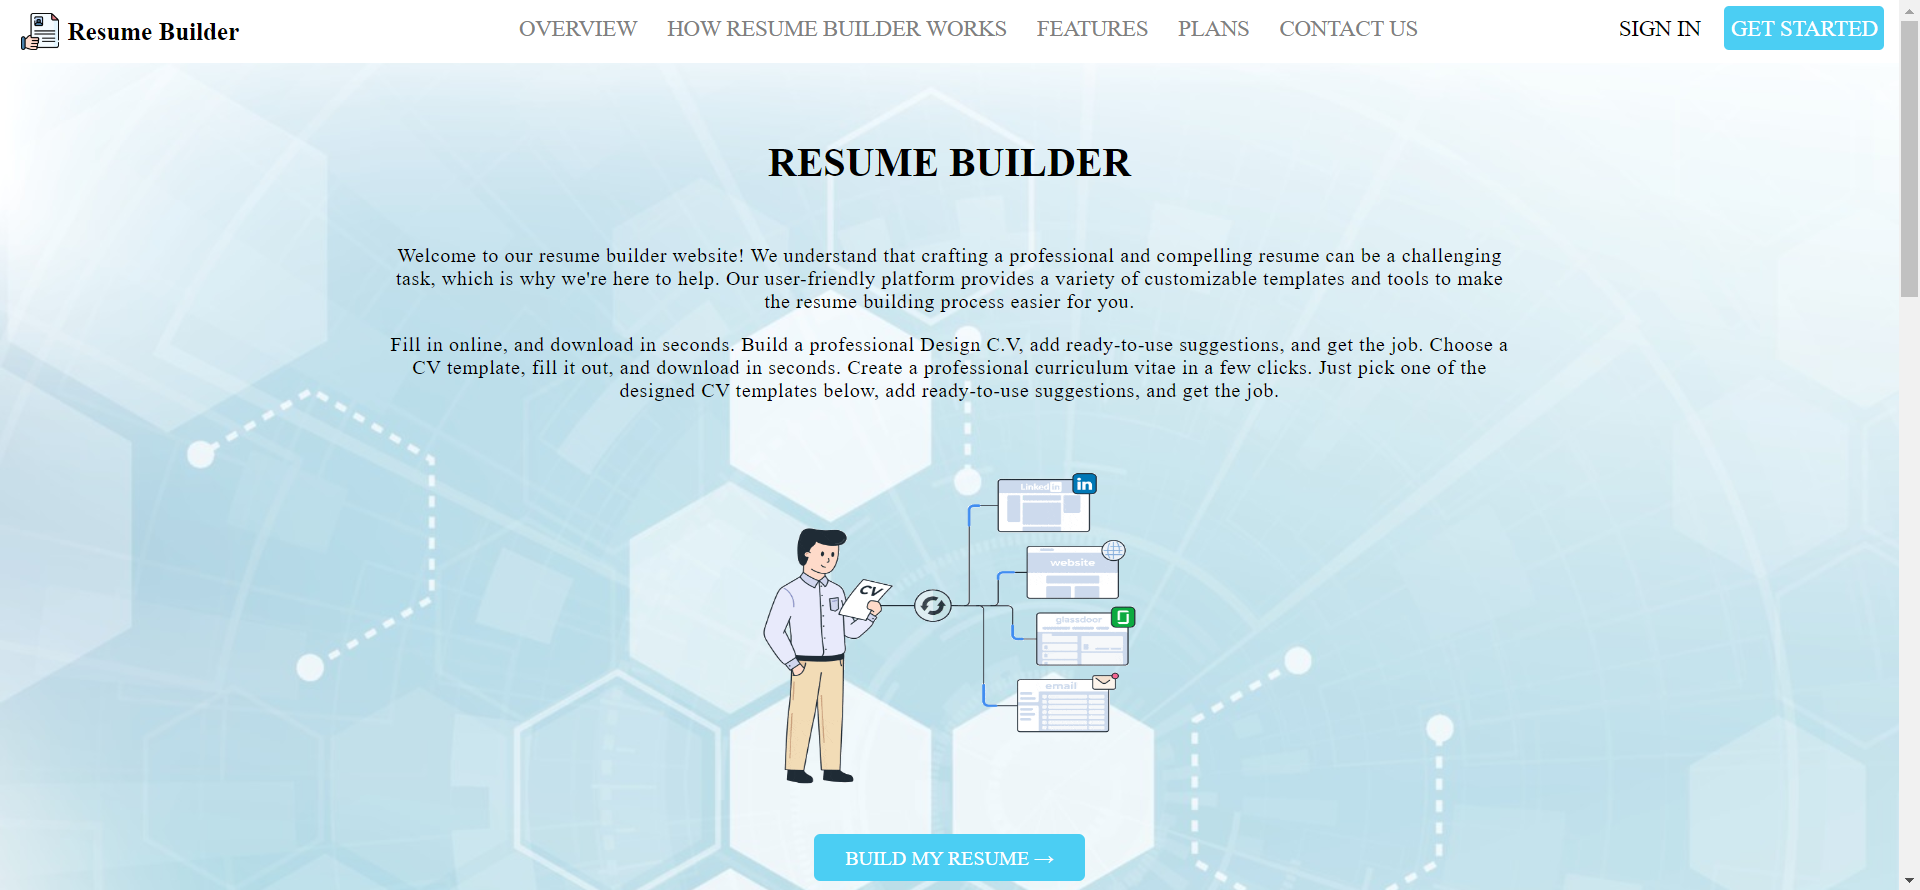 Resume Builder
OVERVIEW
HOW RESUME BUILDER WORKS
FEATURES
PLANS
CONTACT US
SIGN IN
GET STARTED
RESUME BUILDER
Welcome to our resume builder website! We understand that crafting a professional and compelling resume can be a challenging
task, which is why we're here to help. Our user-friendly platform provides a variety of customizable templates and tools to make
the resume building process easier for you.
Fill in online, and download in seconds. Build a professional Design C.V, add ready-to-use suggestions, and get the job. Choose a
CV template, fill it out, and download in seconds. Create a professional curriculum vitae in a few clicks. Just pick one of the
designed CV templates below, add ready-to-use suggestions, and get the job.
Linked in
in
website
CV
glassdoor
email
BUILD MY RESUME →